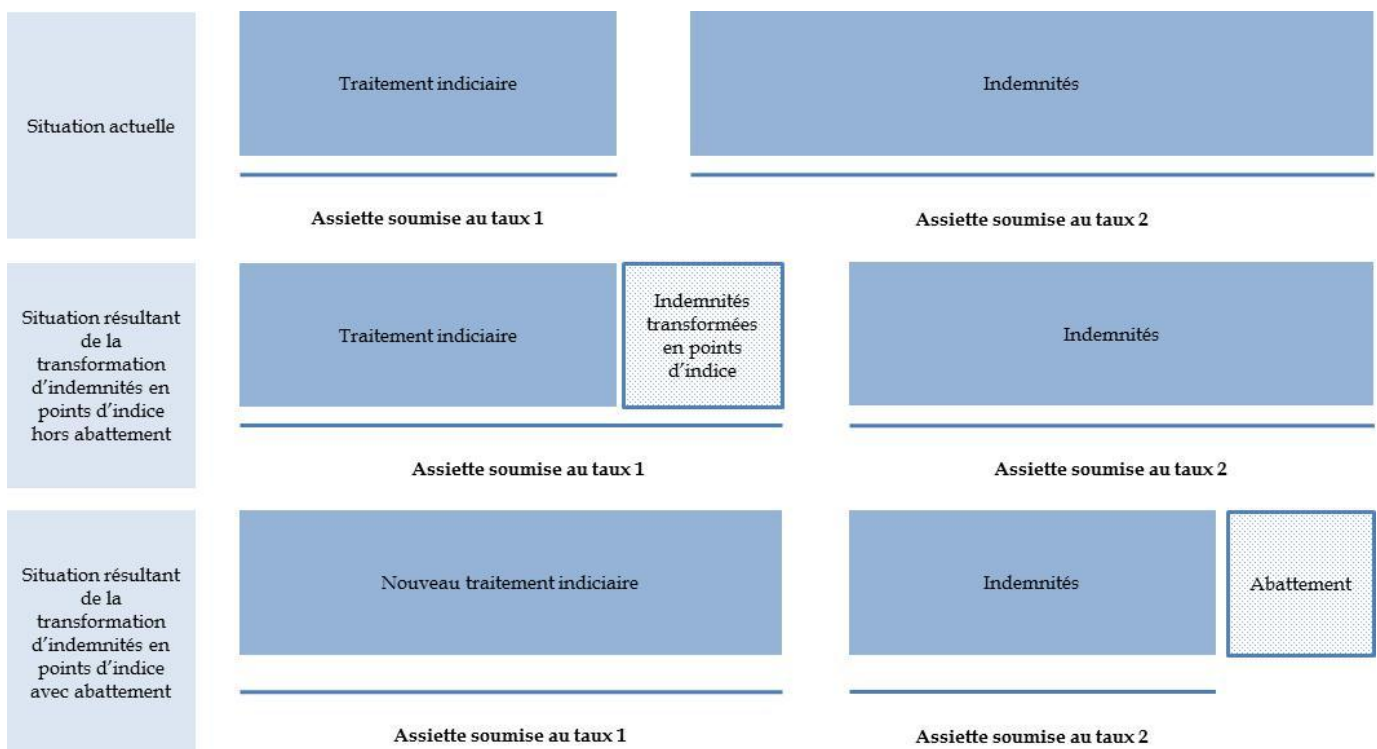 Situation actuelle
Traitement indiciaire
Indemnités
Assiette soumise au taux 1
Assiette soumise au taux 2
Situation résultant
de la
transformation
d'indemnités en
points d'indice
hors abattement
Traitement indiciaire
Indemnités
transformées
en points
d'indice
Indemnités
Assiette soumise au taux 1
Assiette soumise au taux 2
Situation résultant
de la
transformation
d'indemnités en
points d'indice
avec abattement
Nouveau traitement indiciaire
Indemnités
Abattement
Assiette soumise au taux 1
Assiette soumise au taux 2